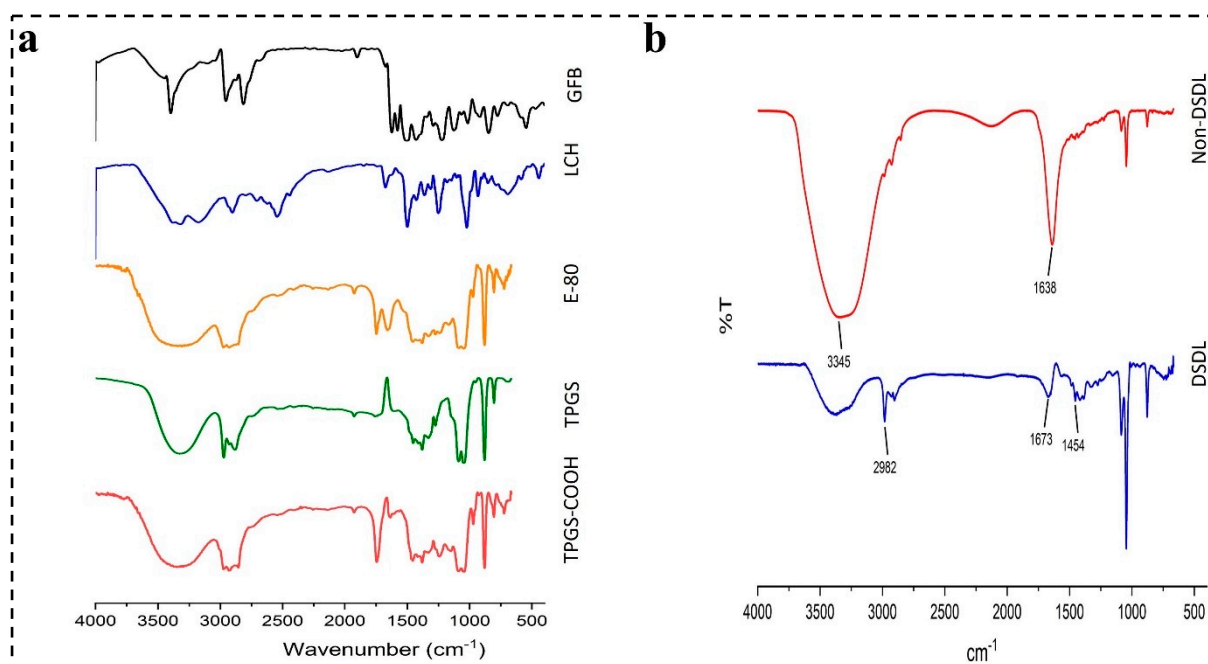 a
GFB
LCH
E-80
TPGS
TPGS-COOH
4000 3500 3000 2500 2000 1500 1000 500
Wavenumber (cm⁻¹)
b
Non-DSDL
1638
3345
%T
DSDL
2982
1673
1454
4000 3500 3000 2500 2000 1500 1000 500
cm⁻¹